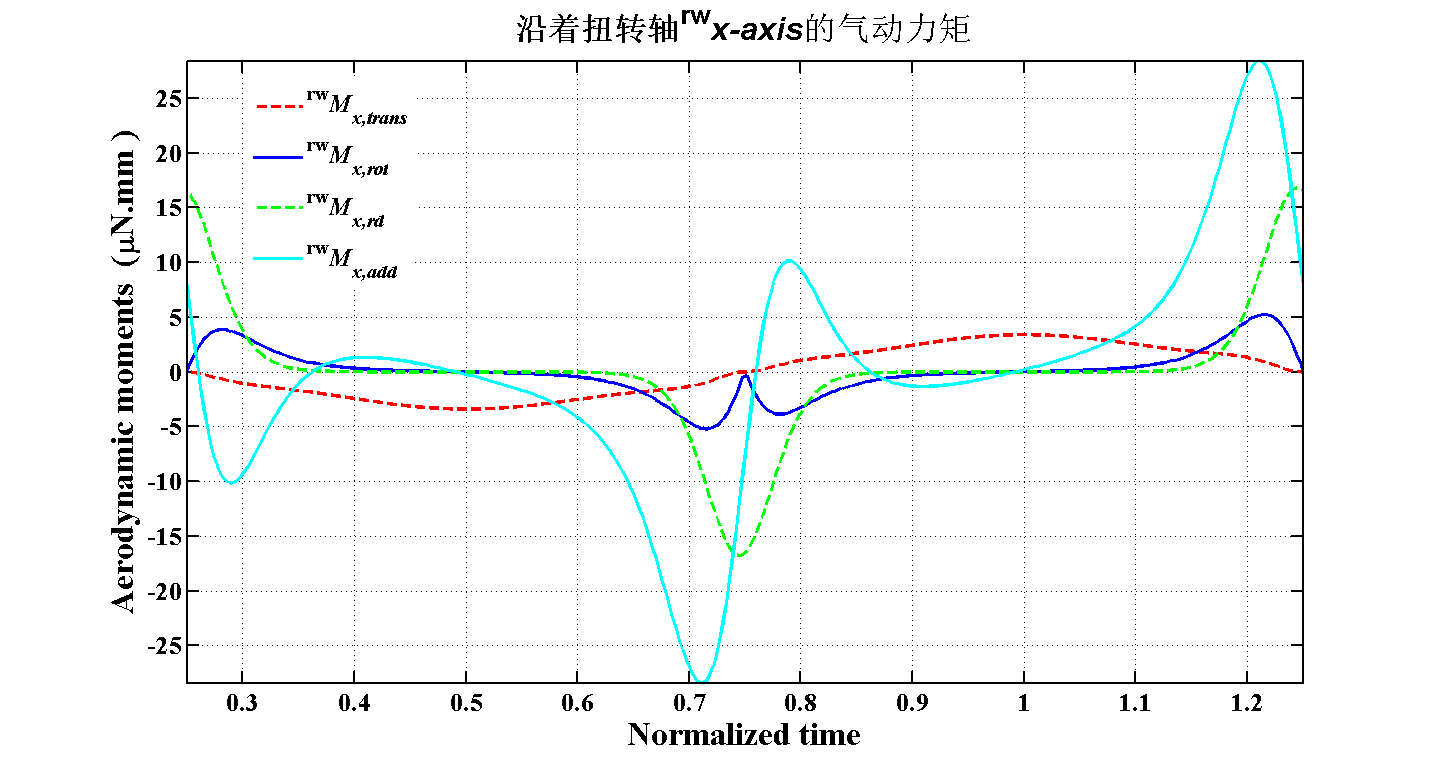 沿着扭转轴rwx-axis的气动力矩
rwMx,trans
rwMx,rot
rwMx,rd
rwMx,add
Aerodynamic moments (μN.mm)
25
20
15
10
5
0
-5
-10
-15
-20
-25
0.3 0.4 0.5 0.6 0.7 0.8 0.9 1 1.1 1.2
Normalized time